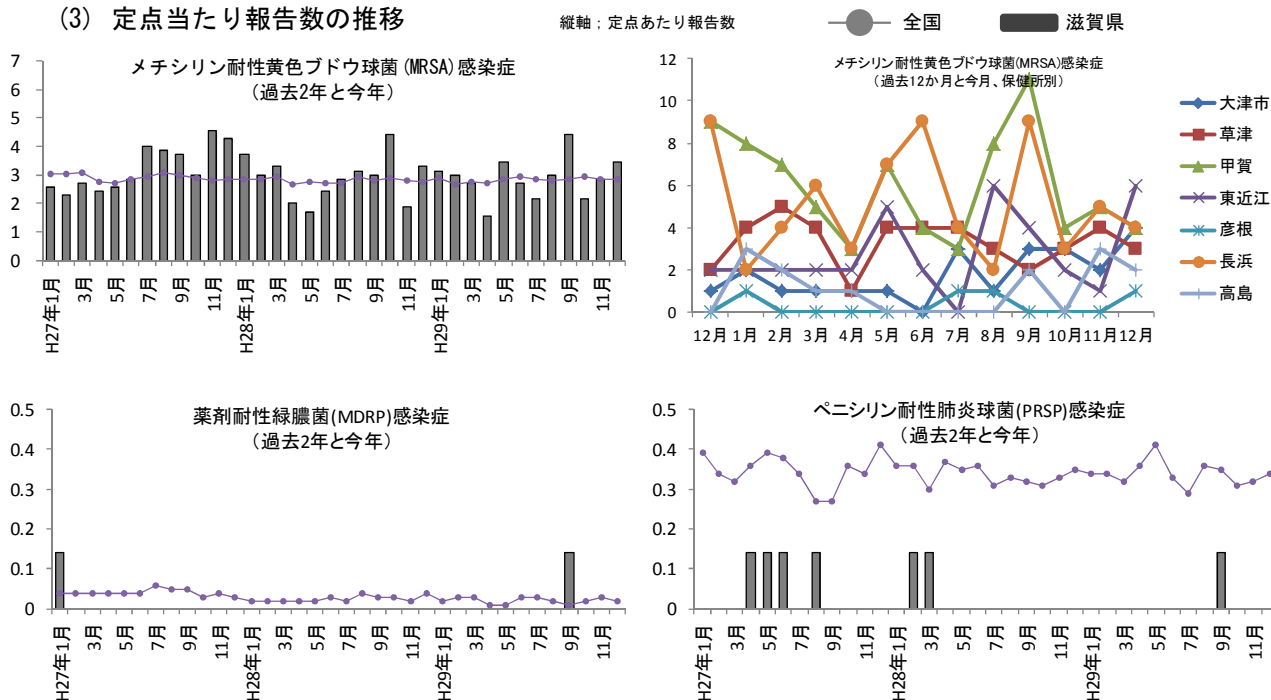 (3) 定点当たり報告数の推移
縦軸；定点あたり報告数
全国
滋賀県
メチシリン耐性黄色ブドウ球菌(MRSA)感染症
（過去2年と今年）
7
6
5
4
3
2
1
0
H27年1月 3月 5月 7月 9月 11月 H28年1月 3月 5月 7月 9月 11月 H29年1月 3月 5月 7月 9月 11月
メチシリン耐性黄色ブドウ球菌(MRSA)感染症
（過去12か月と今月、保健所別）
12
10
8
6
4
2
0
12月 1月 2月 3月 4月 5月 6月 7月 8月 9月 10月 11月 12月
大津市
草津
甲賀
東近江
彦根
長浜
高島
薬剤耐性緑膿菌(MDRP)感染症
（過去2年と今年）
0.5
0.4
0.3
0.2
0.1
0
H27年1月 3月 5月 7月 9月 11月 H28年1月 3月 5月 7月 9月 11月 H29年1月 3月 5月 7月 9月 11月
ペニシリン耐性肺炎球菌(PRSP)感染症
（過去2年と今年）
0.5
0.4
0.3
0.2
0.1
0
H27年1月 3月 5月 7月 9月 11月 H28年1月 3月 5月 7月 9月 11月 H29年1月 3月 5月 7月 9月 11月